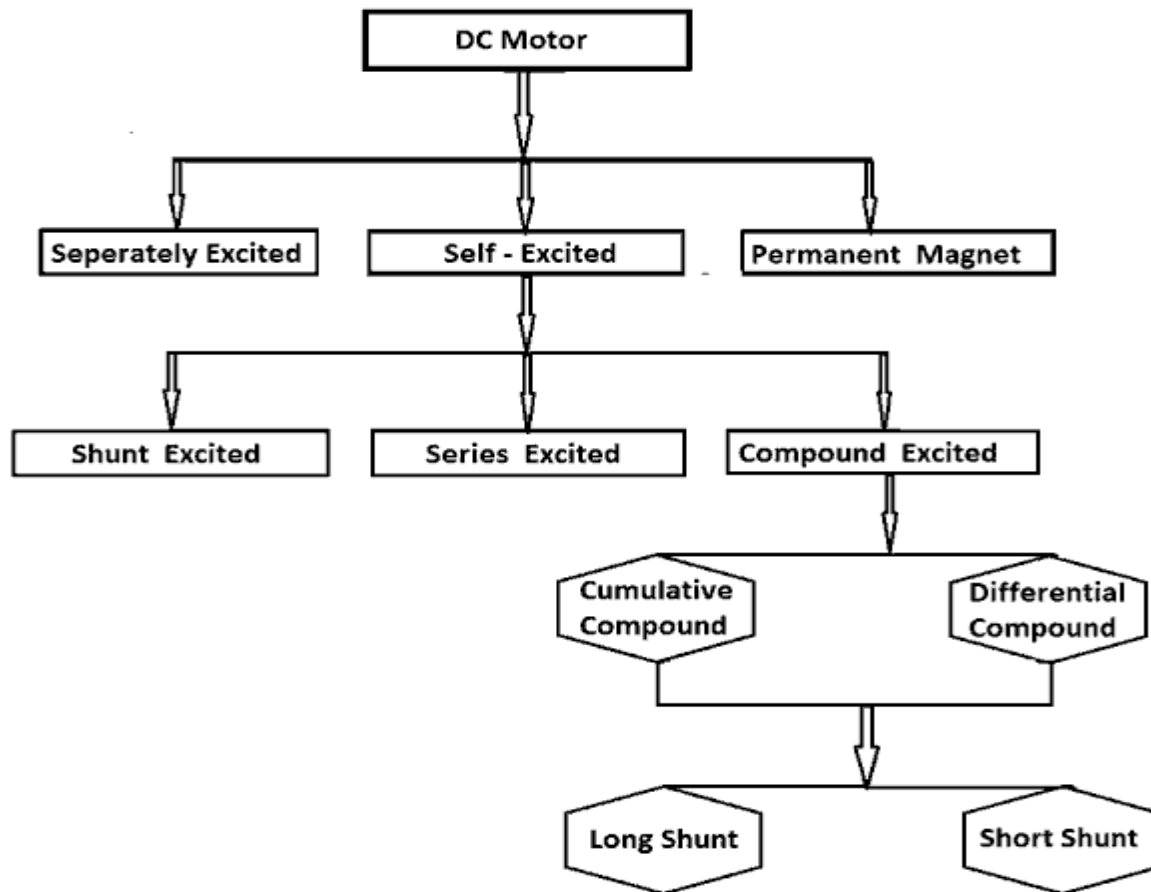 DC Motor
Seperately Excited
Self - Excited
Permanent Magnet
Shunt Excited
Series Excited
Compound Excited
Cumulative
Compound
Differential
Compound
Long Shunt
Short Shunt